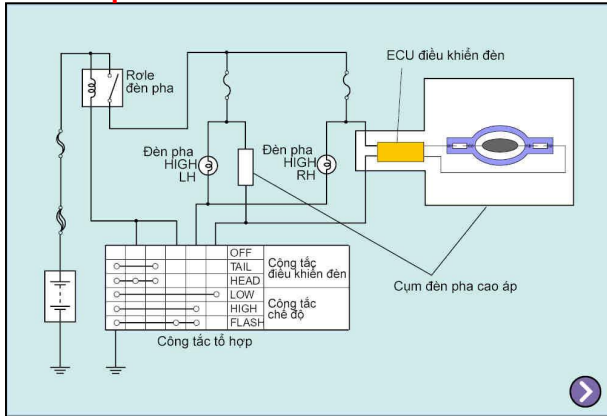 ECU điều khiển đèn
Rơle
đèn pha
Đèn pha
HIGH
LH
Đèn pha
HIGH
RH
OFF
TAIL
HEAD
Công tắc
điều khiển đèn
LOW
HIGH
FLASH
Công tắc
chế độ
Công tắc tổ hợp
Cụm đèn pha cao áp